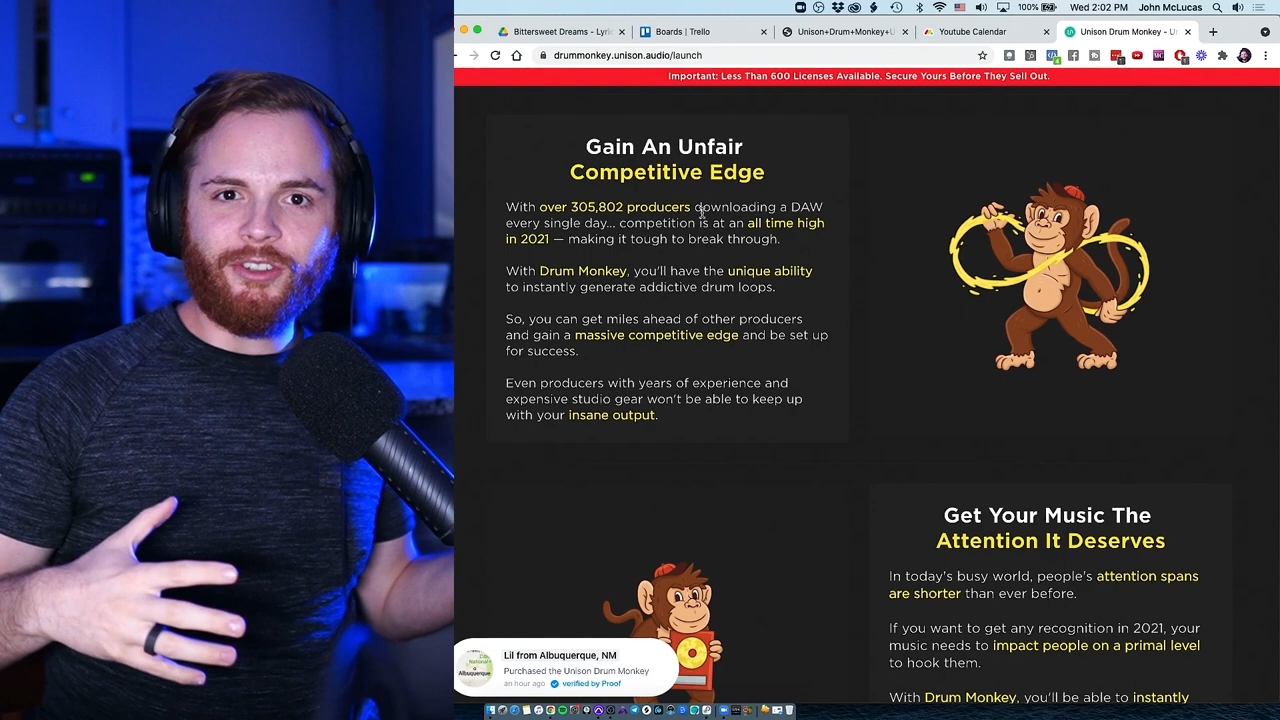 100%
Wed 2:02 PM
John McLucas
Bittersweet Dreams - Lyri
Boards | Trello
Unison+Drum+Monkey+U
Youtube Calendar
Unison Drum Monkey - U
drummonkey.unison.audio/launch
Important: Less Than 600 Licenses Available. Secure Yours Before They Sell Out.
Gain An Unfair
Competitive Edge
With over 305,802 producers downloading a DAW
every single day... competition is at an all time high
in 2021 — making it tough to break through.
With Drum Monkey, you'll have the unique ability
to instantly generate addictive drum loops.
So, you can get miles ahead of other producers
and gain a massive competitive edge and be set up
for success.
Even producers with years of experience and
expensive studio gear won't be able to keep up
with your insane output.
Get Your Music The
Attention It Deserves
In today's busy world, people's attention spans
are shorter than ever before.
If you want to get any recognition in 2021, your
music needs to impact people on a primal level
to hook them.
With Drum Monkey, you'll be able to instantly
Lil from Albuquerque, NM
Purchased the Unison Drum Monkey
an hour ago verified by Proof
Albuquerque